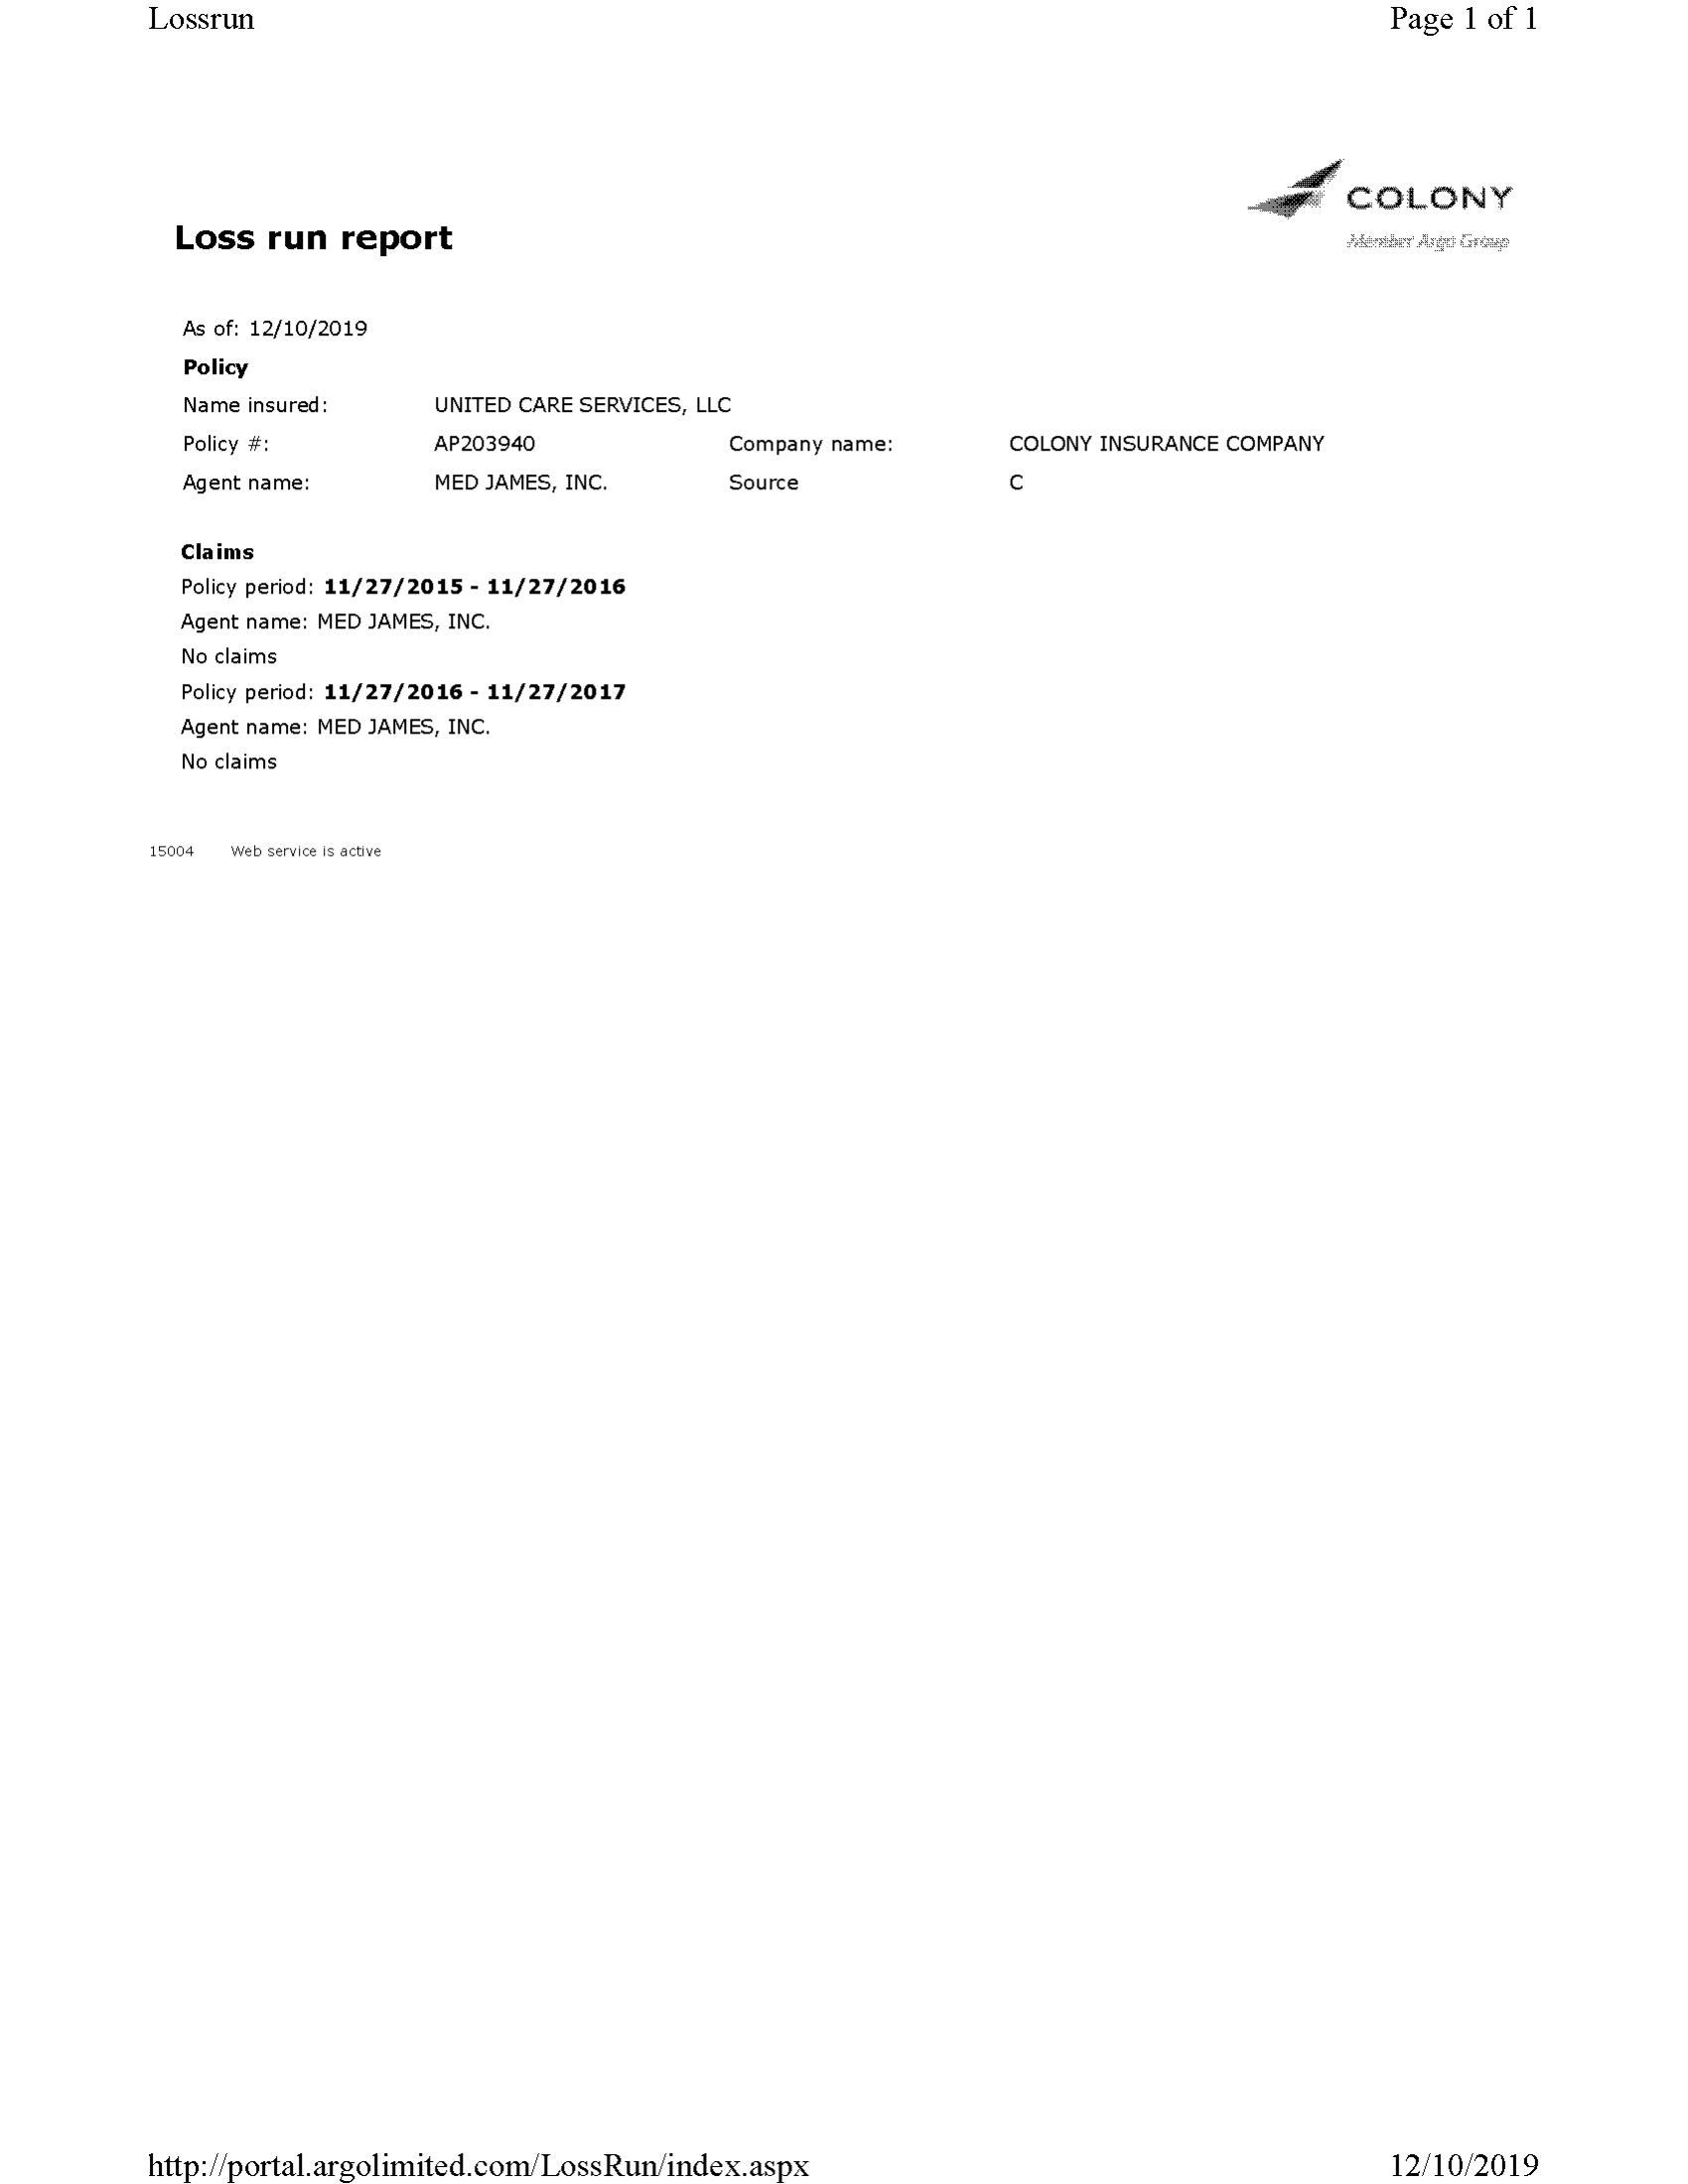 Lossrun Page 1 of 1
COLONY
Member Argo Group
Loss run report
As of: 12/10/2019
Policy
Name insured: UNITED CARE SERVICES, LLC
Policy #: AP203940 Company name: COLONY INSURANCE COMPANY
Agent name: MED JAMES, INC. Source C
Claims
Policy period: 11/27/2015 - 11/27/2016
Agent name: MED JAMES, INC.
No claims
Policy period: 11/27/2016 - 11/27/2017
Agent name: MED JAMES, INC.
No claims
15004 Web service is active
http://portal.argolimited.com/LossRun/index.aspx 12/10/2019